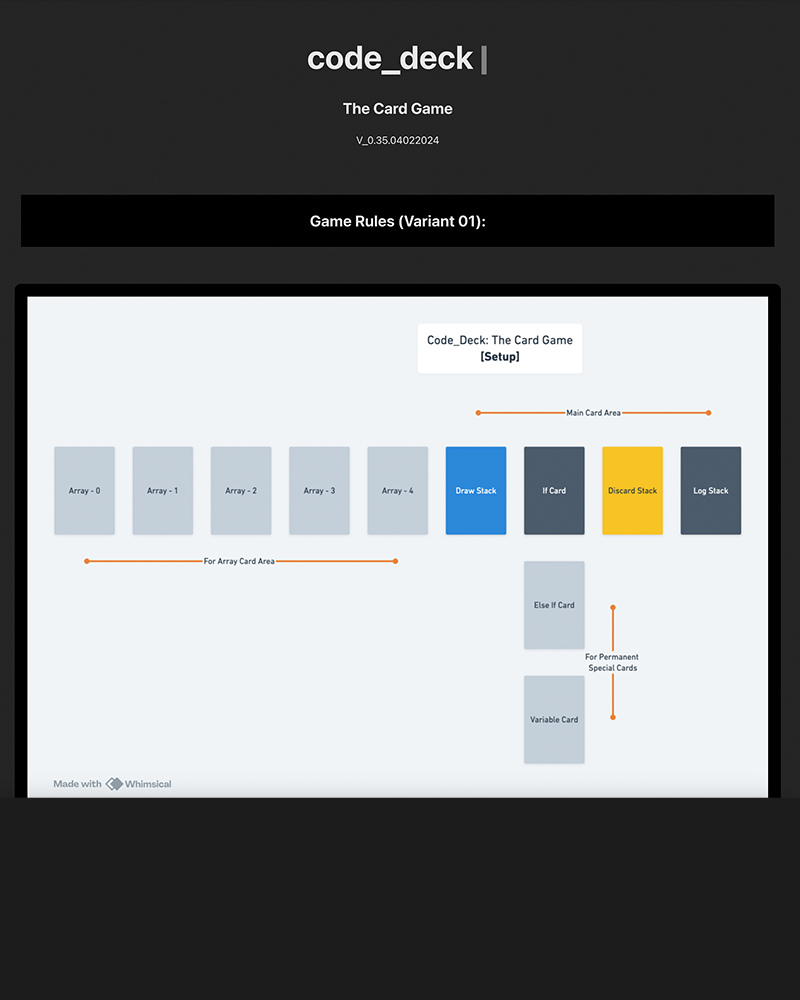 code_deck
The Card Game
V_0.35.04022024
Game Rules (Variant 01):
Code_Deck: The Card Game
[Setup]
Main Card Area
Array - 0
Array - 1
Array - 2
Array - 3
Array - 4
Draw Stack
If Card
Discard Stack
Log Stack
For Array Card Area
Else If Card
For Permanent
Special Cards
Variable Card
Made with Whimsical